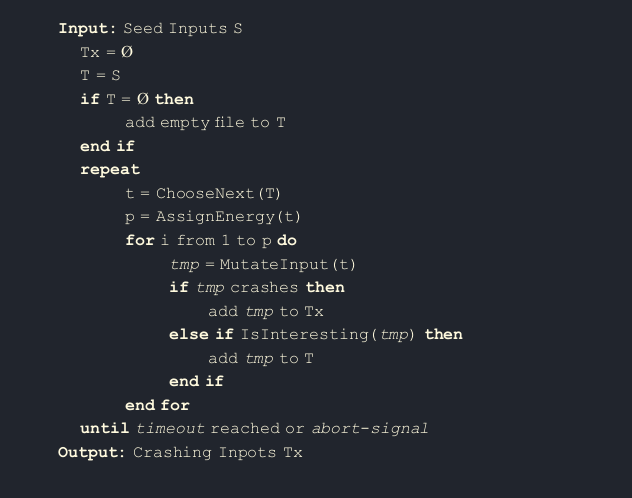 Input: Seed Inputs S
Tx = Ø
T = S
if T = Ø then
add empty file to T
end if
repeat
t = ChooseNext(T)
p = AssignEnergy(t)
for i from 1 to p do
tmp = MutateInput(t)
if tmp crashes then
add tmp to Tx
else if IsInteresting(tmp) then
add tmp to T
end if
end for
until timeout reached or abort-signal
Output: Crashing Inpots Tx